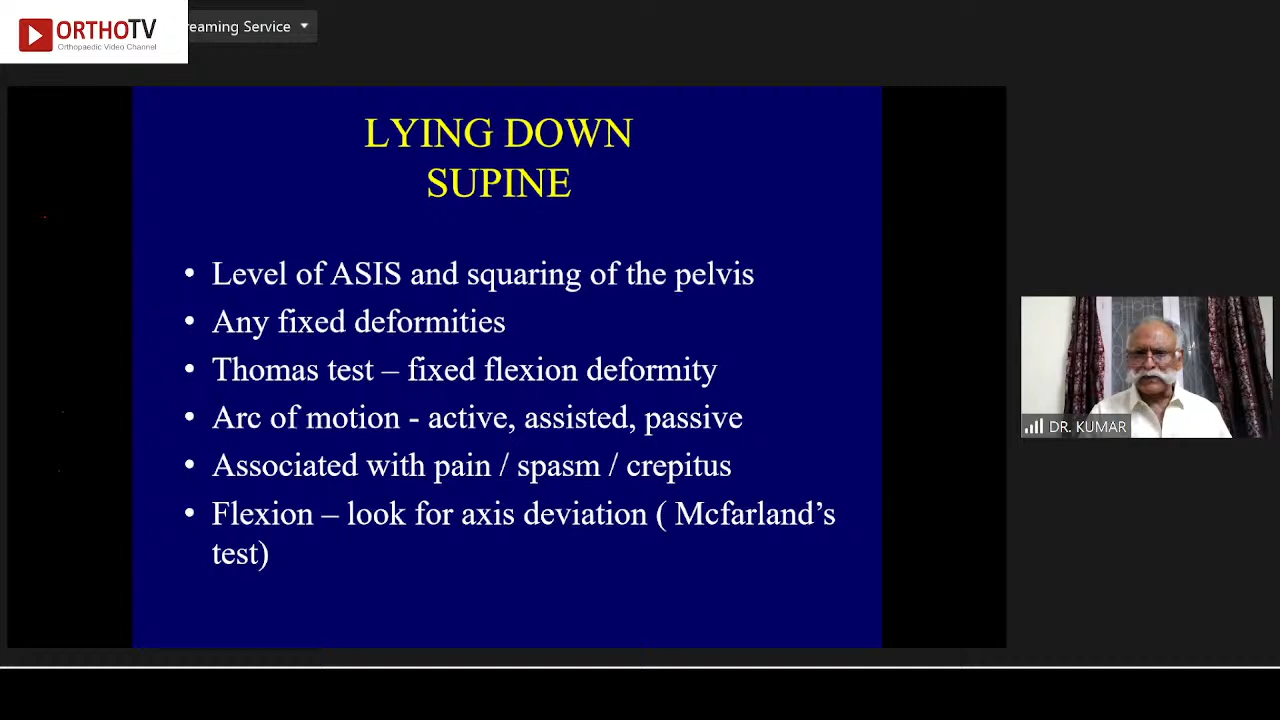 ORTHOTV
Orthopaedic Video Channel
reaming Service
LYING DOWN
SUPINE
• Level of ASIS and squaring of the pelvis
• Any fixed deformities
• Thomas test – fixed flexion deformity
• Arc of motion - active, assisted, passive
• Associated with pain / spasm / crepitus
• Flexion – look for axis deviation ( Mcfarland’s
test)
DR. KUMAR